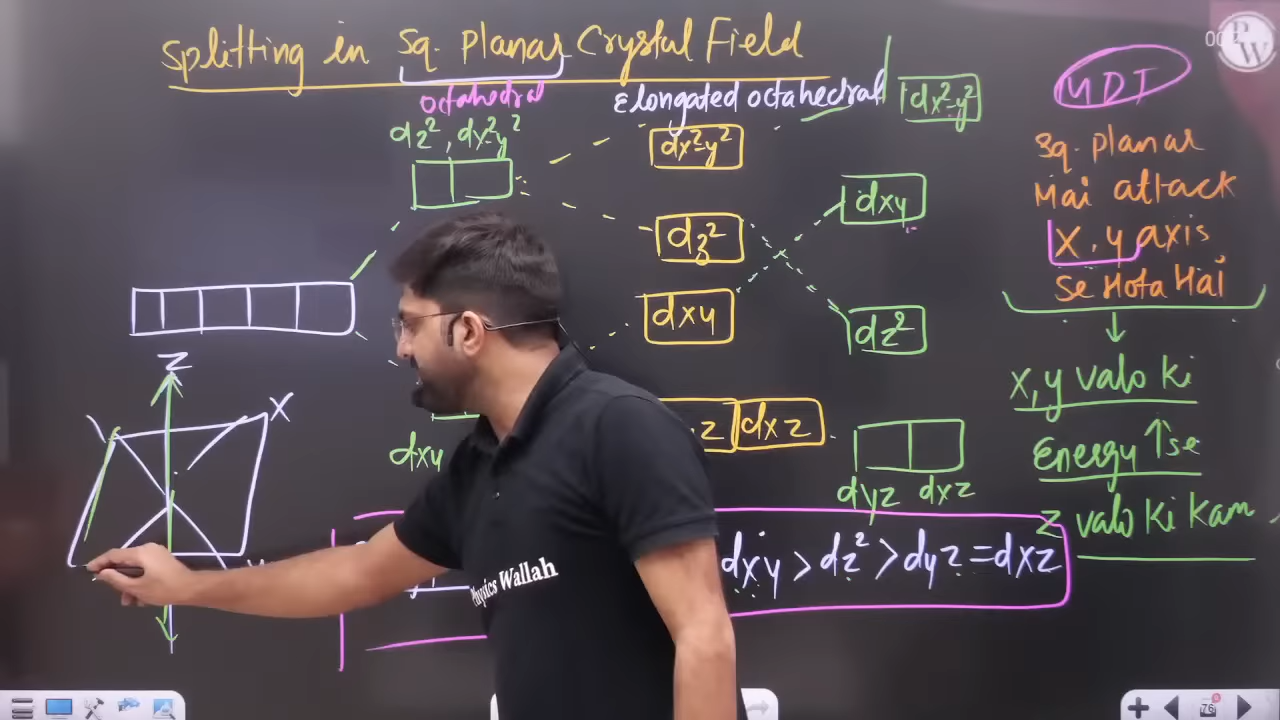 Splitting in Sq. Planar Crystal Field
octahedral
dz², dx²-y²
Elongated octahedral
dx²-y²
dz²
dxy
dxz
dx²-y²
dxy
dz²
dyz dxz
dxy
Z
Y
X
dxy > dz² > dyz = dxz
MDT
Sq. planar
Mai attack
X, y axis
Se Hota Hai
X, y valo ki
Energy ↑se
Z valo ki kam
Physics Wallah
PW
76